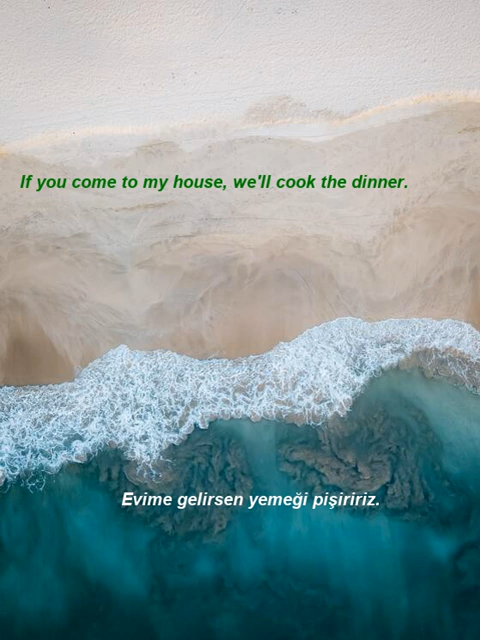 If you come to my house, we'll cook the dinner.
Evime gelirsen yemeği pişiririz.